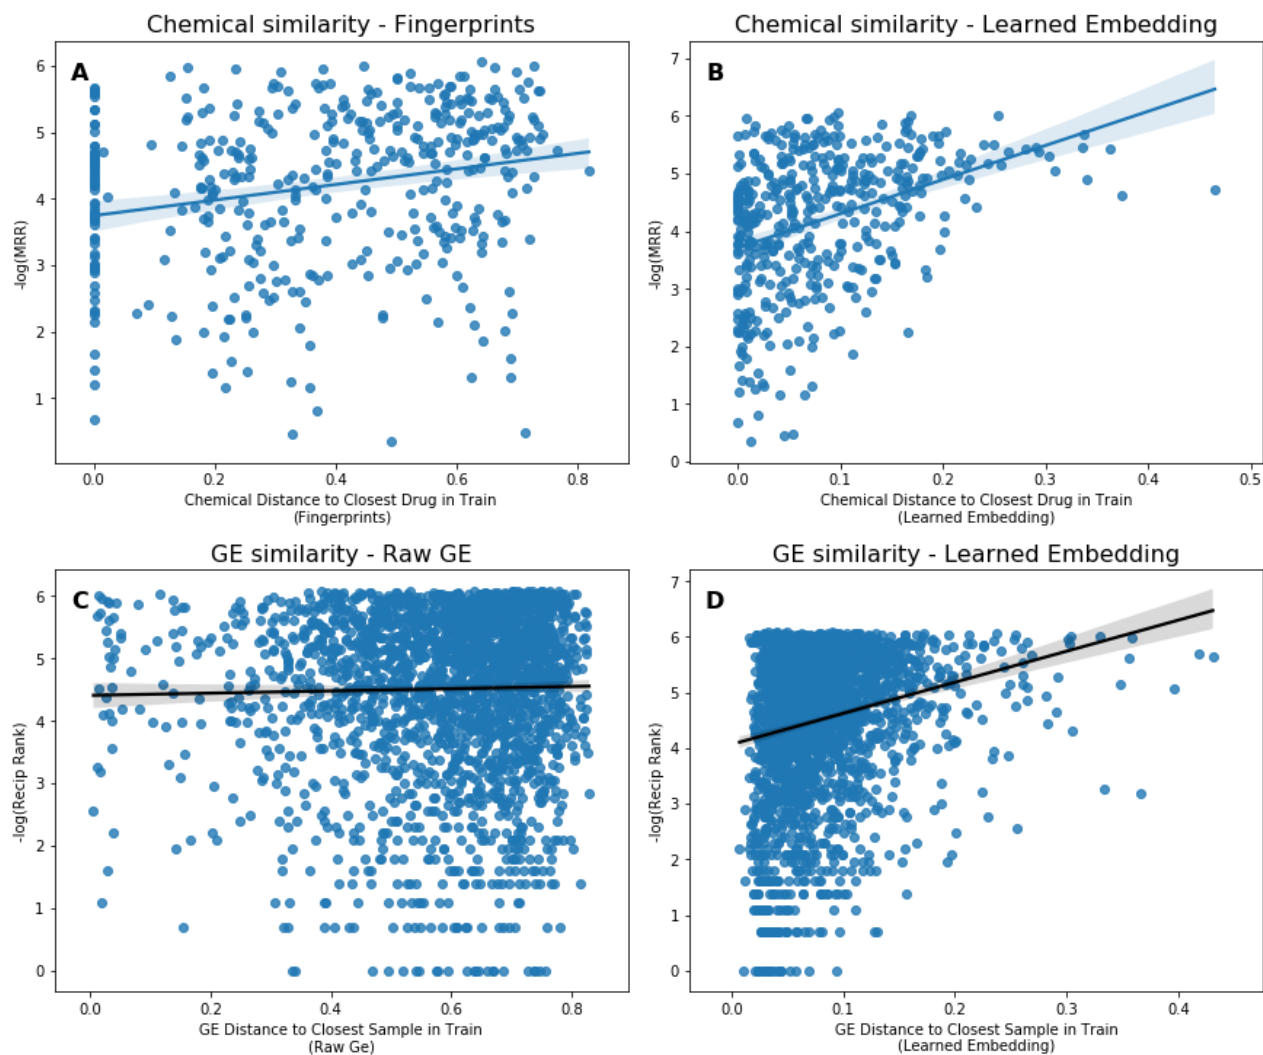 Chemical similarity - Fingerprints
A
6
5
4
3
2
1
-log(MRR)
0.0 0.2 0.4 0.6 0.8
Chemical Distance to Closest Drug in Train
(Fingerprints)
Chemical similarity - Learned Embedding
B
7
6
5
4
3
2
1
0
-log(MRR)
0.0 0.1 0.2 0.3 0.4 0.5
Chemical Distance to Closest Drug in Train
(Learned Embedding)
GE similarity - Raw GE
C
6
5
4
3
2
1
0
-log(Recip Rank)
0.0 0.2 0.4 0.6 0.8
GE Distance to Closest Sample in Train
(Raw Ge)
GE similarity - Learned Embedding
D
7
6
5
4
3
2
1
0
-log(Recip Rank)
0.0 0.1 0.2 0.3 0.4
GE Distance to Closest Sample in Train
(Learned Embedding)